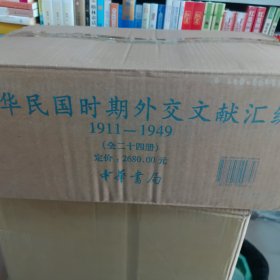 华民国时期外交文献汇编
1911—1949
(全二十四册)
定价：2680.00元
中华书局